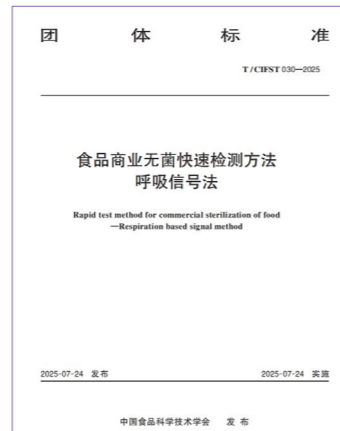 团 体 标 准
T/CIFST 030—2025
食品商业无菌快速检测方法
呼吸信号法
Rapid test method for commercial sterilization of food
—Respiration based signal method
2025-07-24 发布 2025-07-24 实施
中国食品科学技术学会 发 布